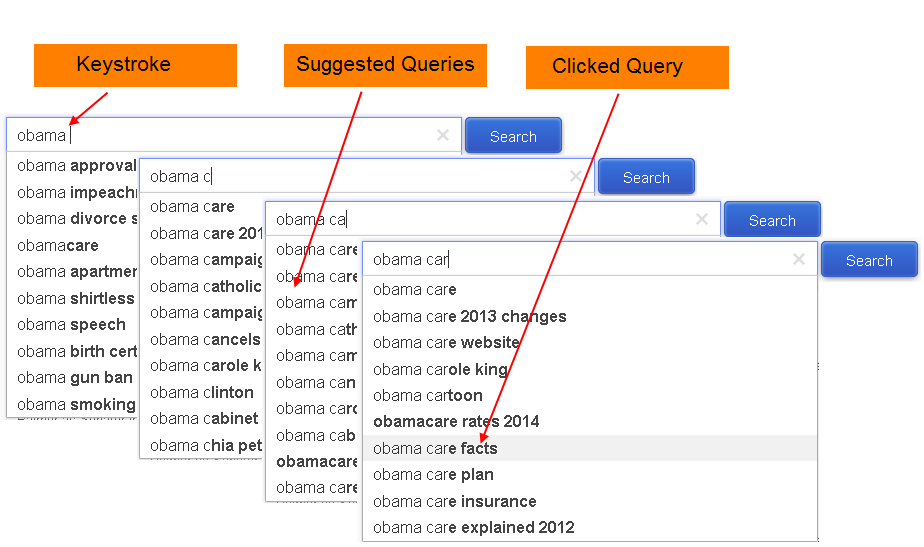 Keystroke
Suggested Queries
Clicked Query
obama
Search
obama approval
obama impeachm
obama divorce s
obamacare
obama apartmer
obama shirtless
obama speech
obama birth cert
obama gun ban
obama smoking
obama c
Search
obama care
obama care 201
obama campaig
obama catholic
obama campaig
obama cancels
obama carole k
obama clinton
obama cabinet
obama chia pet
obama ca
Search
obama care
obama care
obama cam
obama cath
obama cam
obama can
obama caro
obama cab
obamacare
obama care
obama car
Search
obama care
obama care 2013 changes
obama care website
obama carole king
obama cartoon
obamacare rates 2014
obama care facts
obama care plan
obama care insurance
obama care explained 2012